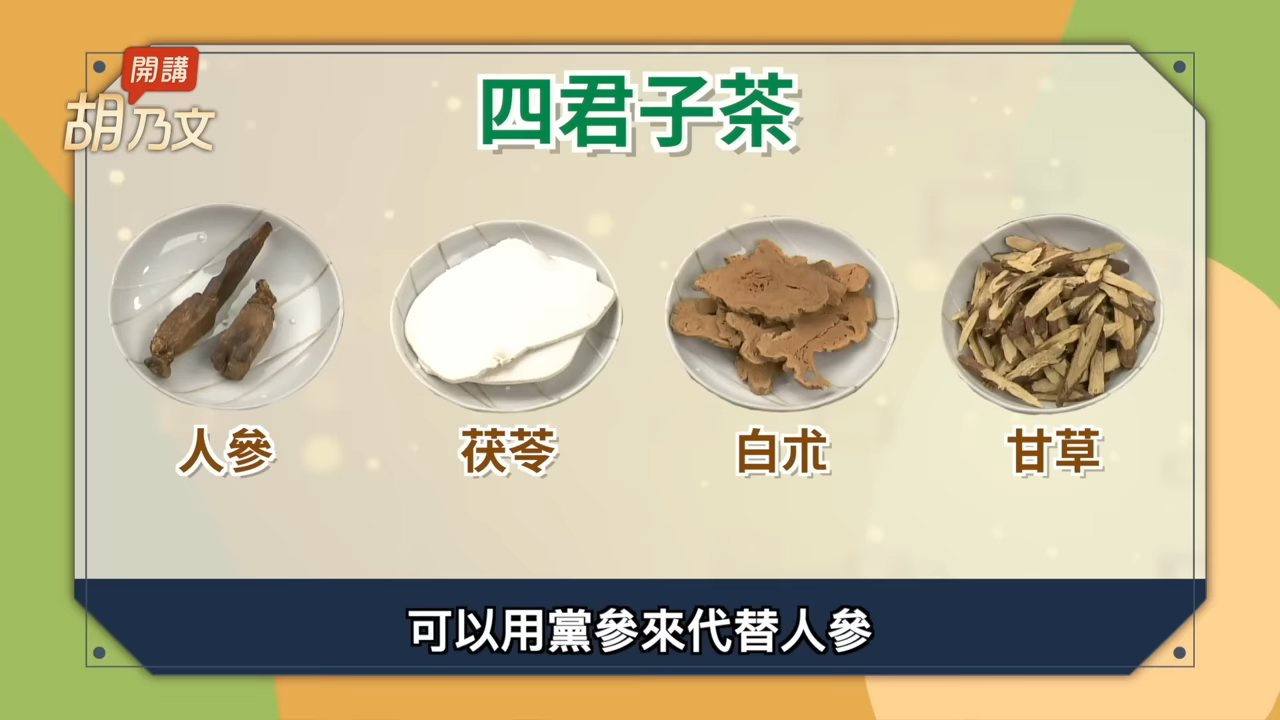 開講
胡乃文
四君子茶
人參
茯苓
白朮
甘草
可以用黨參來代替人參